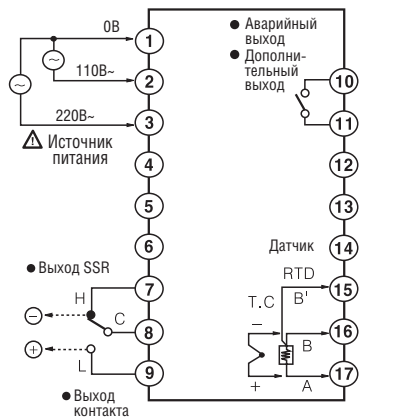 0В
110В~
220В~
Источник
питания
1
2
3
4
5
6
7
8
9
● Аварийный
выход
● Дополни-
тельный
выход
10
11
12
13
14
15
16
17
Датчик
RTD
T.C
B'
B
A
−
+
● Выход SSR
H
C
L
−
+
● Выход
контакта